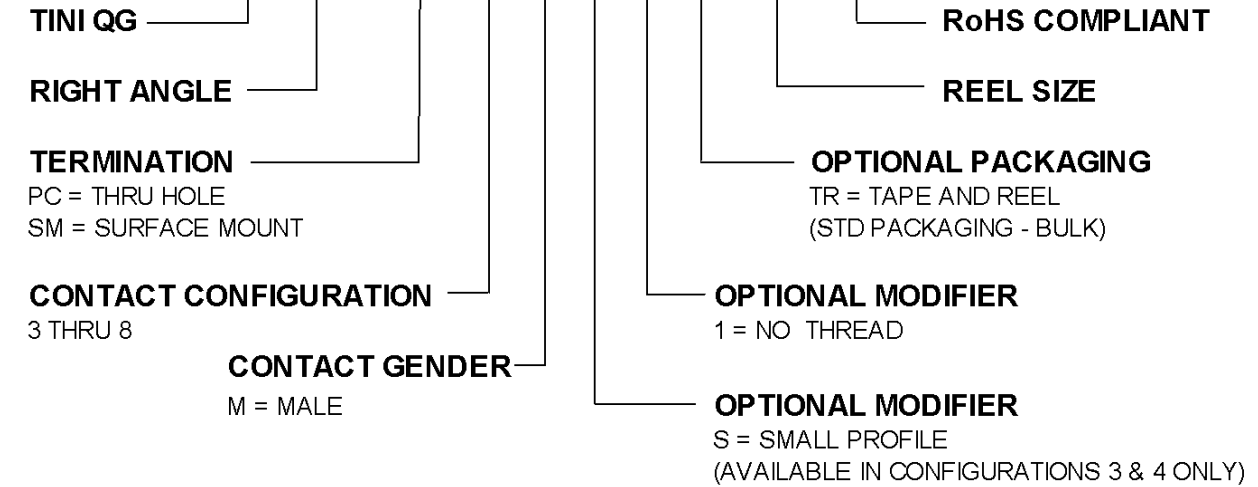 TINI QG
RIGHT ANGLE
TERMINATION
PC = THRU HOLE
SM = SURFACE MOUNT
CONTACT CONFIGURATION
3 THRU 8
CONTACT GENDER
M = MALE
RoHS COMPLIANT
REEL SIZE
OPTIONAL PACKAGING
TR = TAPE AND REEL
(STD PACKAGING - BULK)
OPTIONAL MODIFIER
1 = NO THREAD
OPTIONAL MODIFIER
S = SMALL PROFILE
(AVAILABLE IN CONFIGURATIONS 3 & 4 ONLY)